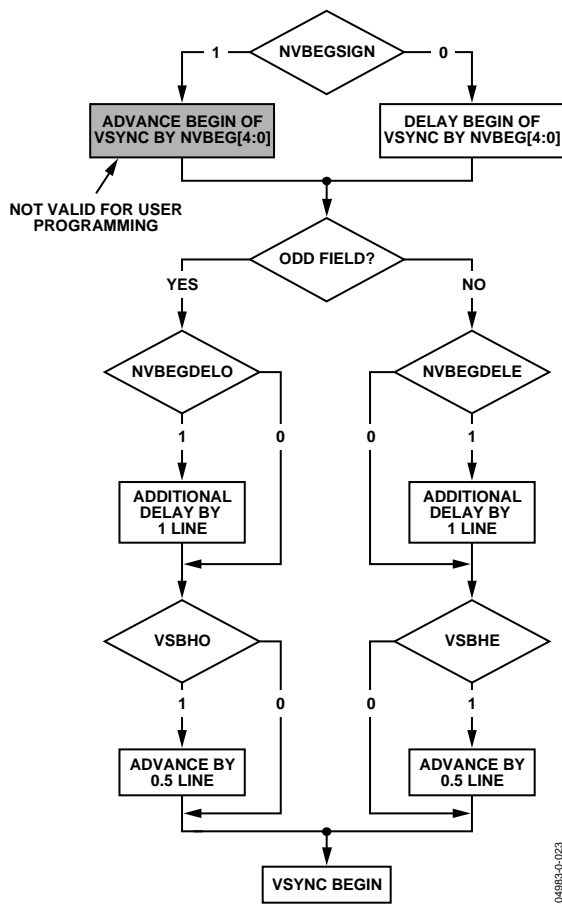 NVBEGSIGN
1
0
ADVANCE BEGIN OF
VSYNC BY NVBEG[4:0]
DELAY BEGIN OF
VSYNC BY NVBEG[4:0]
NOT VALID FOR USER
PROGRAMMING
ODD FIELD?
YES
NO
NVBEGDELO
NVBEGDELE
1
0
0
1
ADDITIONAL
DELAY BY
1 LINE
ADDITIONAL
DELAY BY
1 LINE
VSBHO
VSBHE
1
0
0
1
ADVANCE BY
0.5 LINE
ADVANCE BY
0.5 LINE
VSYNC BEGIN
04983-0-023